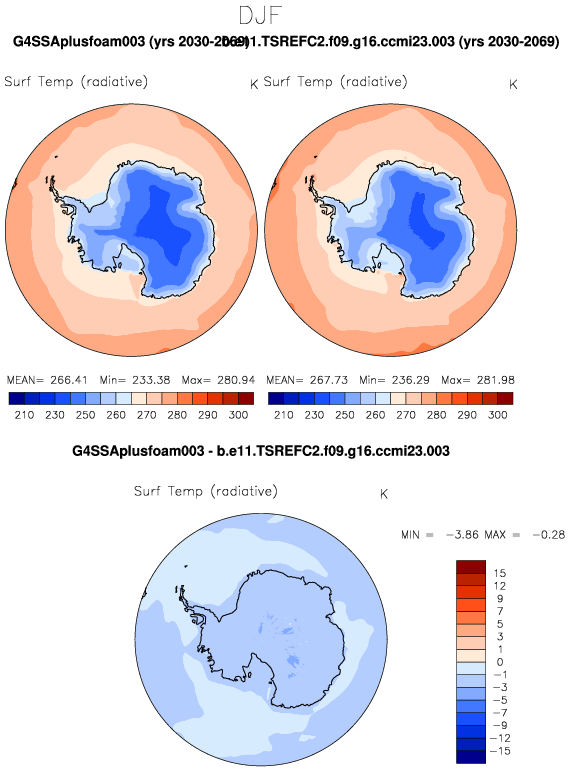 DJF
G4SSAplusfoam003 (yrs 2030-2069) b.e11.TSREFC2.f09.g16.ccmi23.003 (yrs 2030-2069)
Surf Temp (radiative) K Surf Temp (radiative) K
MEAN= 266.41 Min= 233.38 Max= 280.94 MEAN= 267.73 Min= 236.29 Max= 281.98
210 230 250 260 270 280 290 300 210 230 250 260 270 280 290 300
G4SSAplusfoam003 - b.e11.TSREFC2.f09.g16.ccmi23.003
Surf Temp (radiative) K
MIN = -3.86 MAX = -0.28
15
12
9
7
5
3
1
0
-1
-3
-5
-7
-9
-12
-15